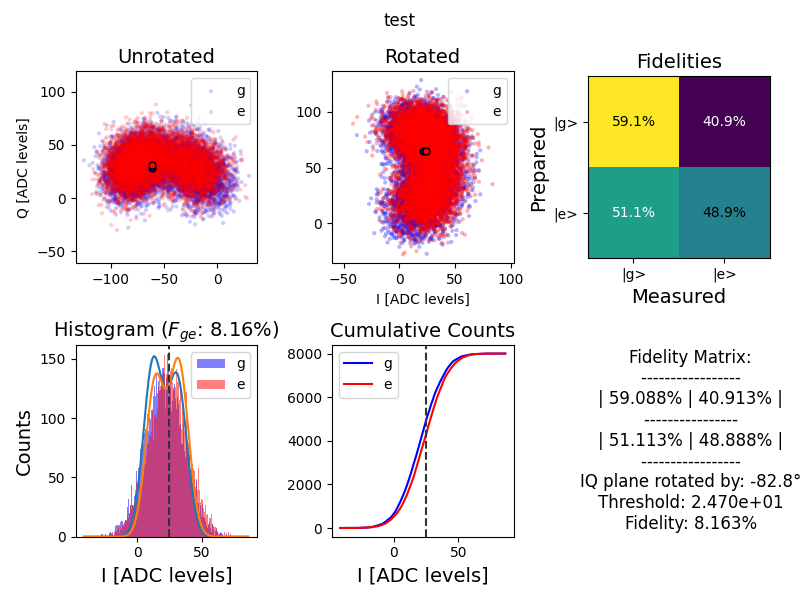 test
Unrotated
Q [ADC levels]
100
50
0
−50
−100
−50
0
g
e
Rotated
100
50
0
−50
0
50
100
I [ADC levels]
g
e
Fidelities
Prepared
|g>
|e>
59.1%
40.9%
51.1%
48.9%
|g>
|e>
Measured
Histogram (Fge: 8.16%)
Counts
150
100
50
0
0
50
I [ADC levels]
g
e
Cumulative Counts
8000
6000
4000
2000
0
0
50
I [ADC levels]
g
e
Fidelity Matrix:
-----------------
| 59.088% | 40.913% |
----------------
| 51.113% | 48.888% |
-----------------
IQ plane rotated by: -82.8°
Threshold: 2.470e+01
Fidelity: 8.163%